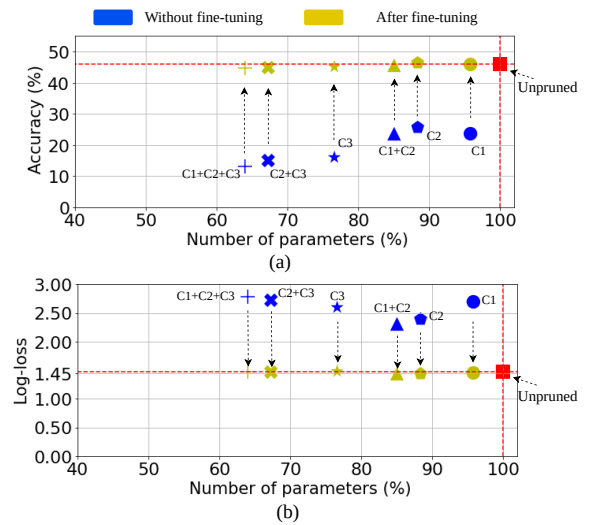 Without fine-tuning After fine-tuning
Accuracy (%)
50
40
30
20
10
0
C1+C2+C3
C2+C3
C3
C1+C2
C2
C1
Unpruned
40 50 60 70 80 90 100
Number of parameters (%)
(a)
Log-loss
3.00
2.50
2.00
1.45
1.00
0.50
0.00
C1+C2+C3
C2+C3
C3
C1+C2
C2
C1
Unpruned
40 50 60 70 80 90 100
Number of parameters (%)
(b)